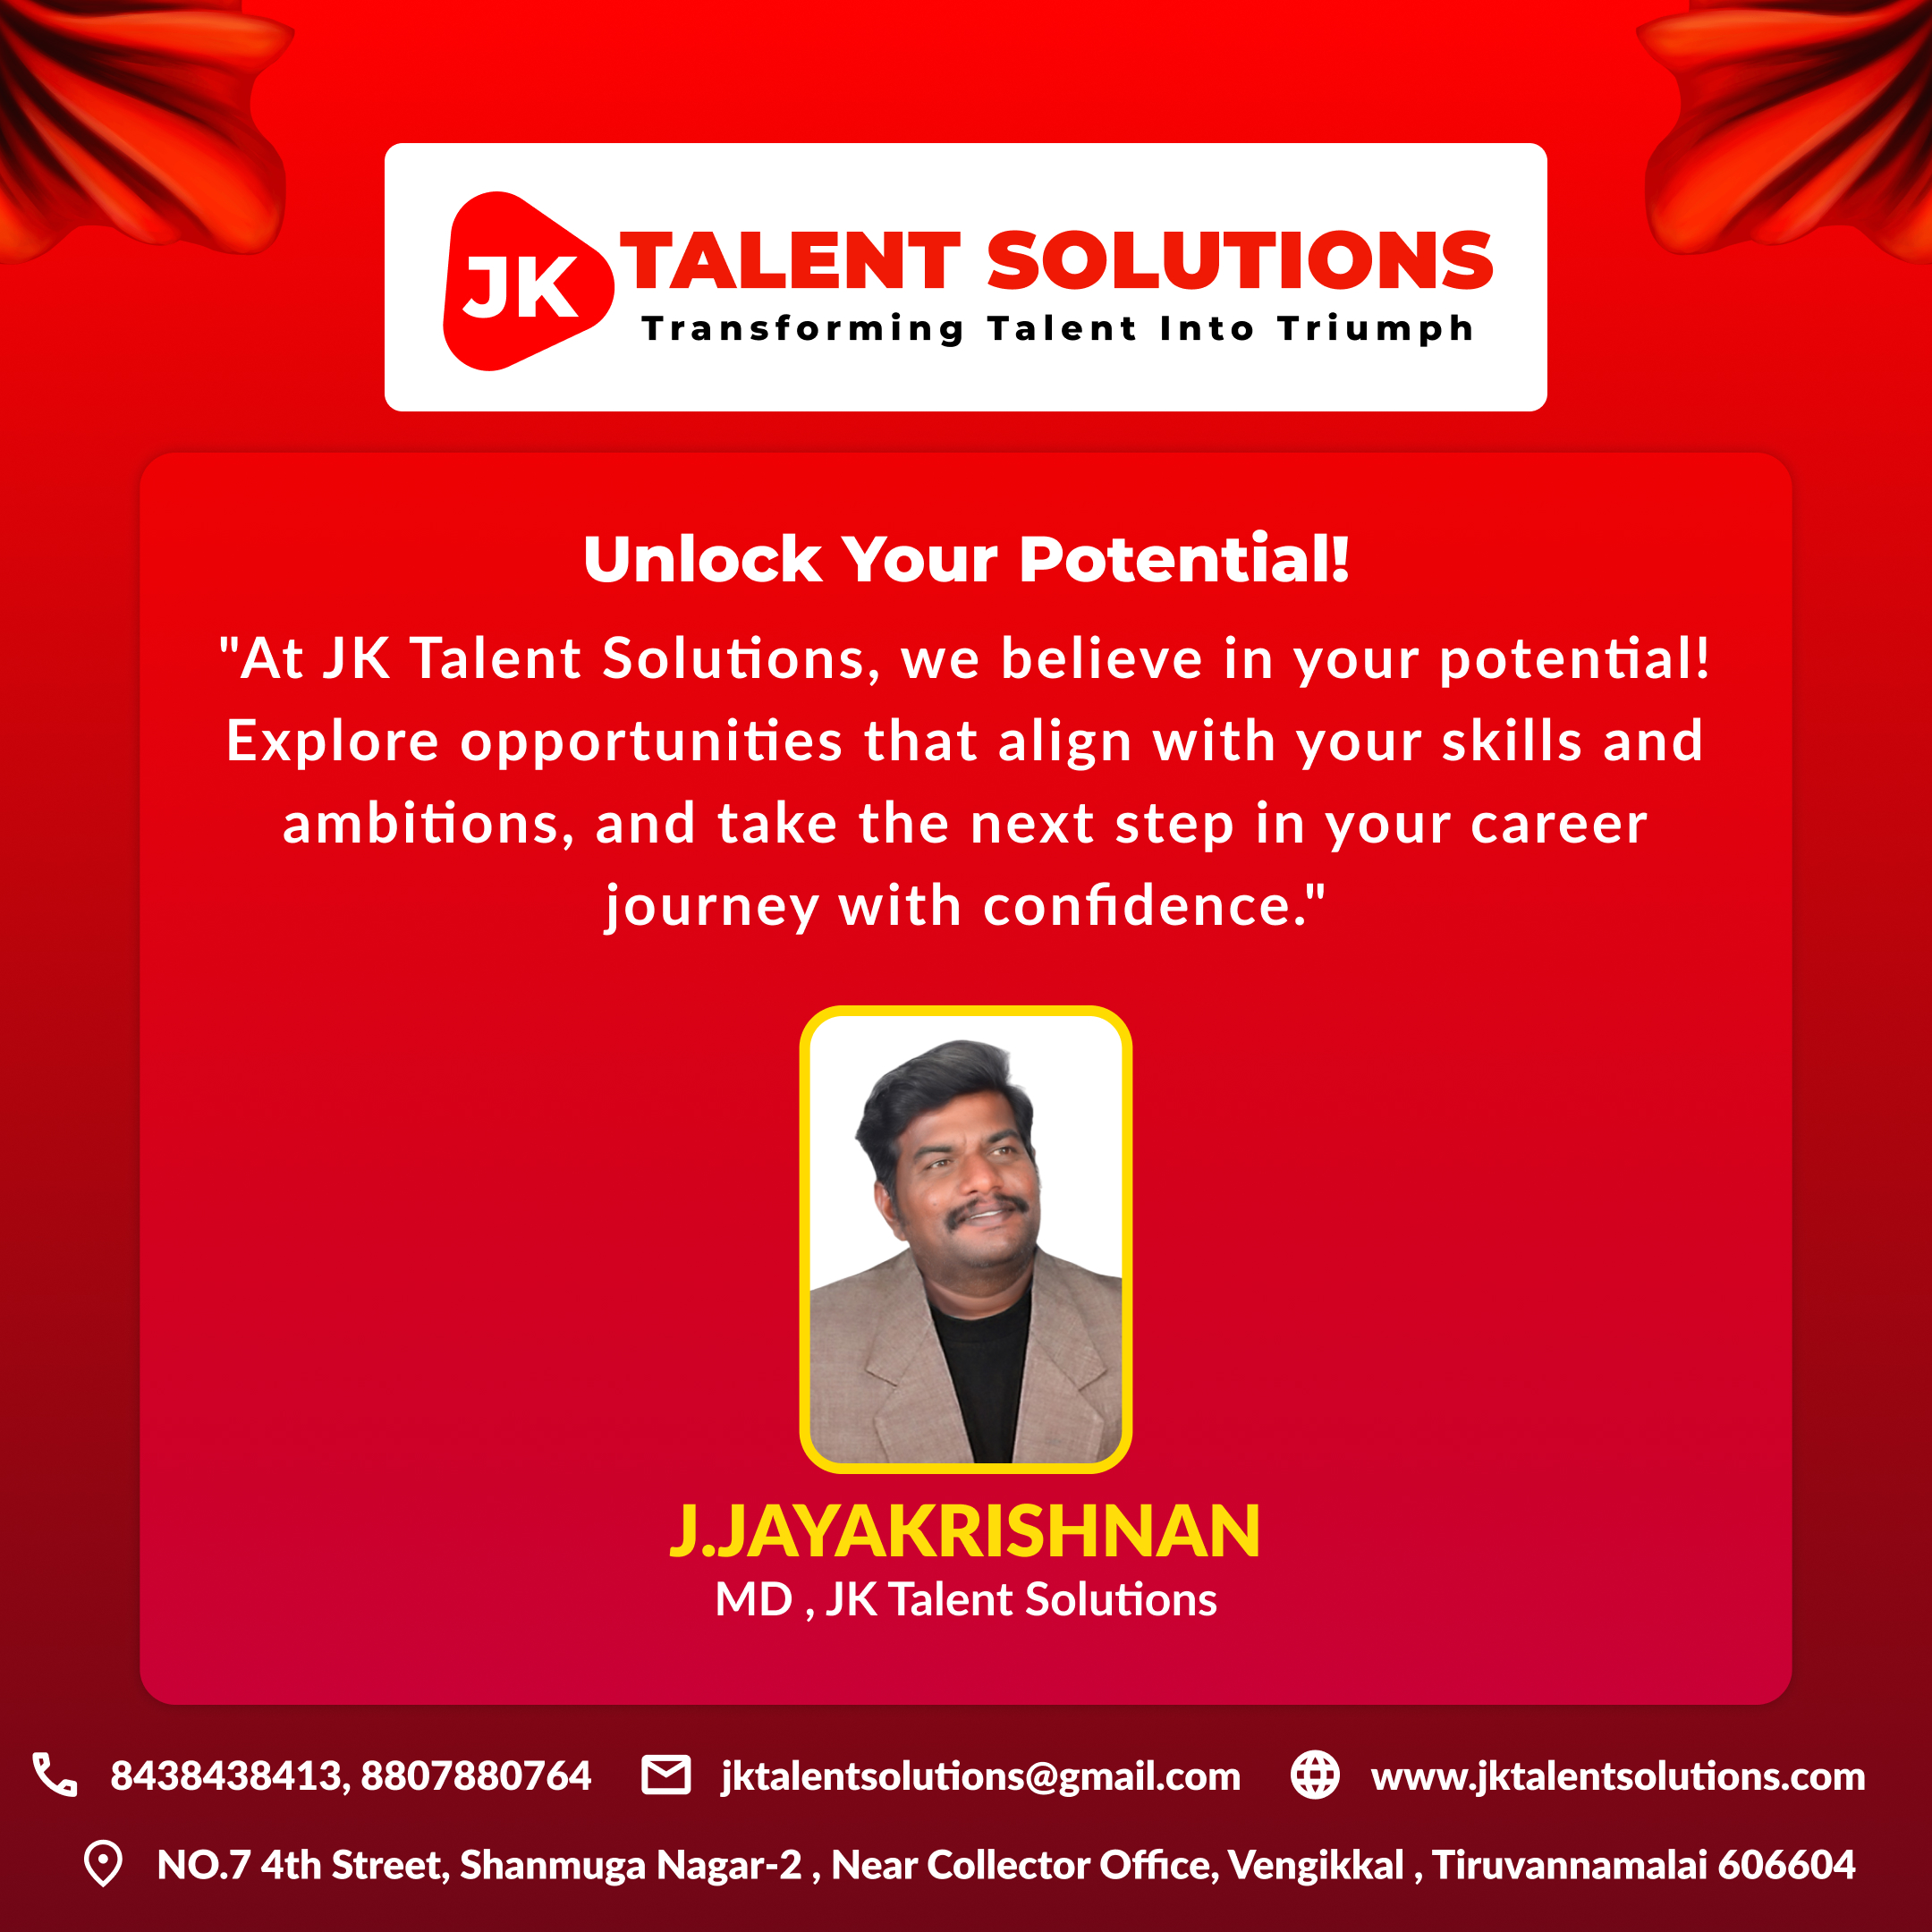 JK
TALENT SOLUTIONS
Transforming Talent Into Triumph
Unlock Your Potential!
"At JK Talent Solutions, we believe in your potential!
Explore opportunities that align with your skills and
ambitions, and take the next step in your career
journey with confidence."
J.JAYAKRISHNAN
MD , JK Talent Solutions
8438438413, 8807880764
jktalentsolutions@gmail.com
www.jktalentsolutions.com
NO.7 4th Street, Shanmuga Nagar-2 , Near Collector Office, Vengikkal , Tiruvannamalai 606604